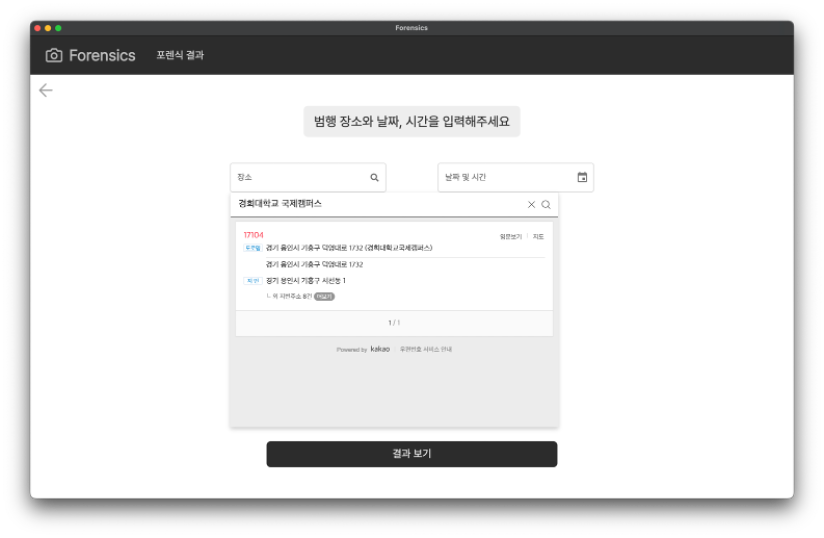 Forensics
Forensics 포렌식 결과
범행 장소와 날짜, 시간을 입력해주세요
장소
날짜 및 시간
경희대학교 국제캠퍼스
17104
영문보기 지도
도로명 경기 용인시 기흥구 덕영대로 1732 (경희대학교국제캠퍼스)
경기 용인시 기흥구 덕영대로 1732
지번 경기 용인시 기흥구 서천동 1
ㄴ 더보기
1 / 1
Powered by kakao 우편번호 서비스 안내
결과 보기